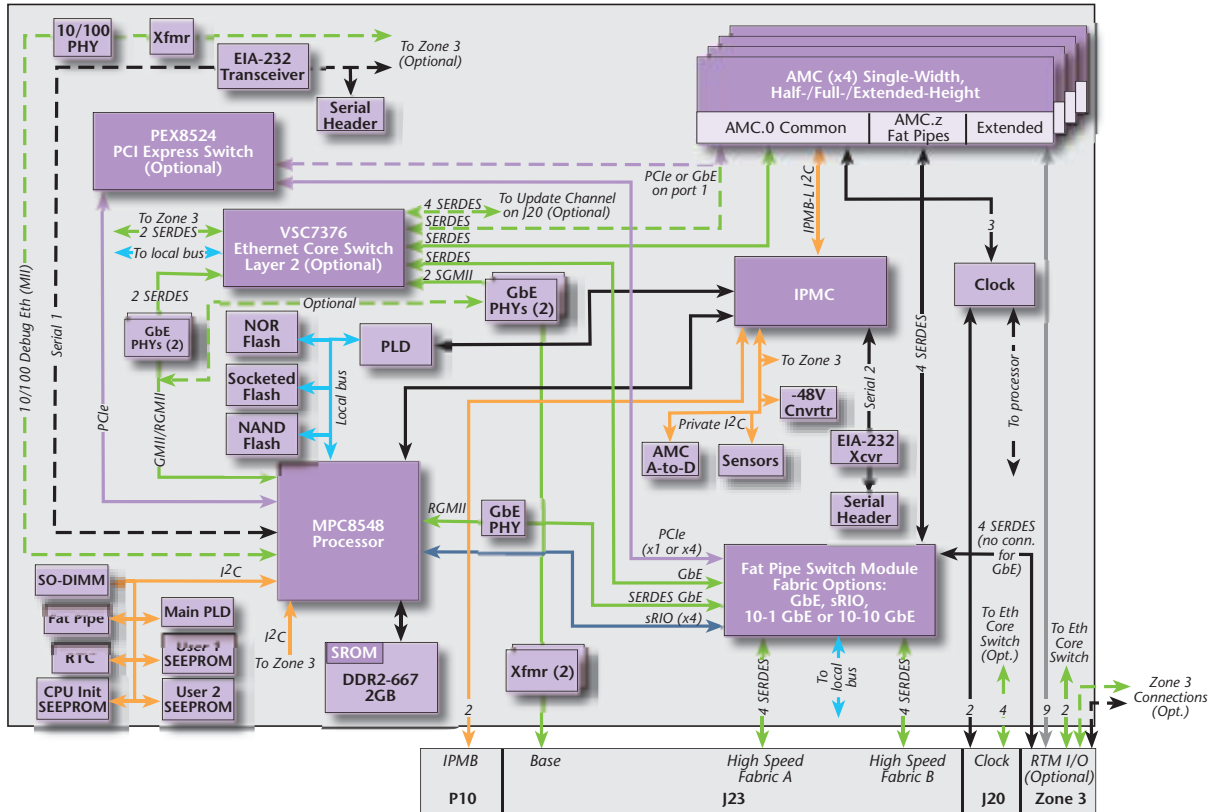 10/100
PHY
Xfmr
To Zone 3
(Optional)
EIA-232
Transceiver
Serial
Header
AMC (x4) Single-Width,
Half-/Full-/Extended-Height
AMC.0 Common
AMC.z
Fat Pipes
Extended
PEX8524
PCI Express Switch
(Optional)
PCIe or GbE
on port 1
IPMB-L I²C
3
4 SERDES
To Update Channel
on J20 (Optional)
To Zone 3
2 SERDES
To local bus
VSC7376
Ethernet Core Switch
Layer 2 (Optional)
SERDES
SERDES
SERDES
2 SGMII
IPMC
Clock
2 SERDES
Optional
GbE
PHYs (2)
GbE
PHYs (2)
NOR
Flash
PLD
To Zone 3
4 SERDES
10/100 Debug Eth (MII)
Serial 1
PCIe
GMII/RGMII
Socketed
Flash
Local bus
NAND
Flash
-48V
Cnvrtr
Serial 2
To processor
Private I²C
AMC
A-to-D
Sensors
EIA-232
Xcvr
Serial
Header
MPC8548
Processor
RGMII
GbE
PHY
PCIe
(x1 or x4)
GbE
SERDES GbE
sRIO (x4)
Fat Pipe Switch Module
Fabric Options:
GbE, sRIO,
10-1 GbE or 10-10 GbE
4 SERDES
(no conn.
for
GbE)
I²C
SO-DIMM
Fat Pipe
Main PLD
RTC
User 1
SEEPROM
CPU Init
SEEPROM
User 2
SEEPROM
I²C
To Zone 3
SROM
DDR2-667
2GB
Xfmr (2)
4 SERDES
To
local
bus
4 SERDES
To Eth
Core
Switch
(Opt.)
To Eth
Core
Switch
Zone 3
Connections
(Opt.)
2
2
4
9
2
IPMB
Base
High Speed
Fabric A
High Speed
Fabric B
Clock
RTM I/O
(Optional)
P10
J23
J20
Zone 3